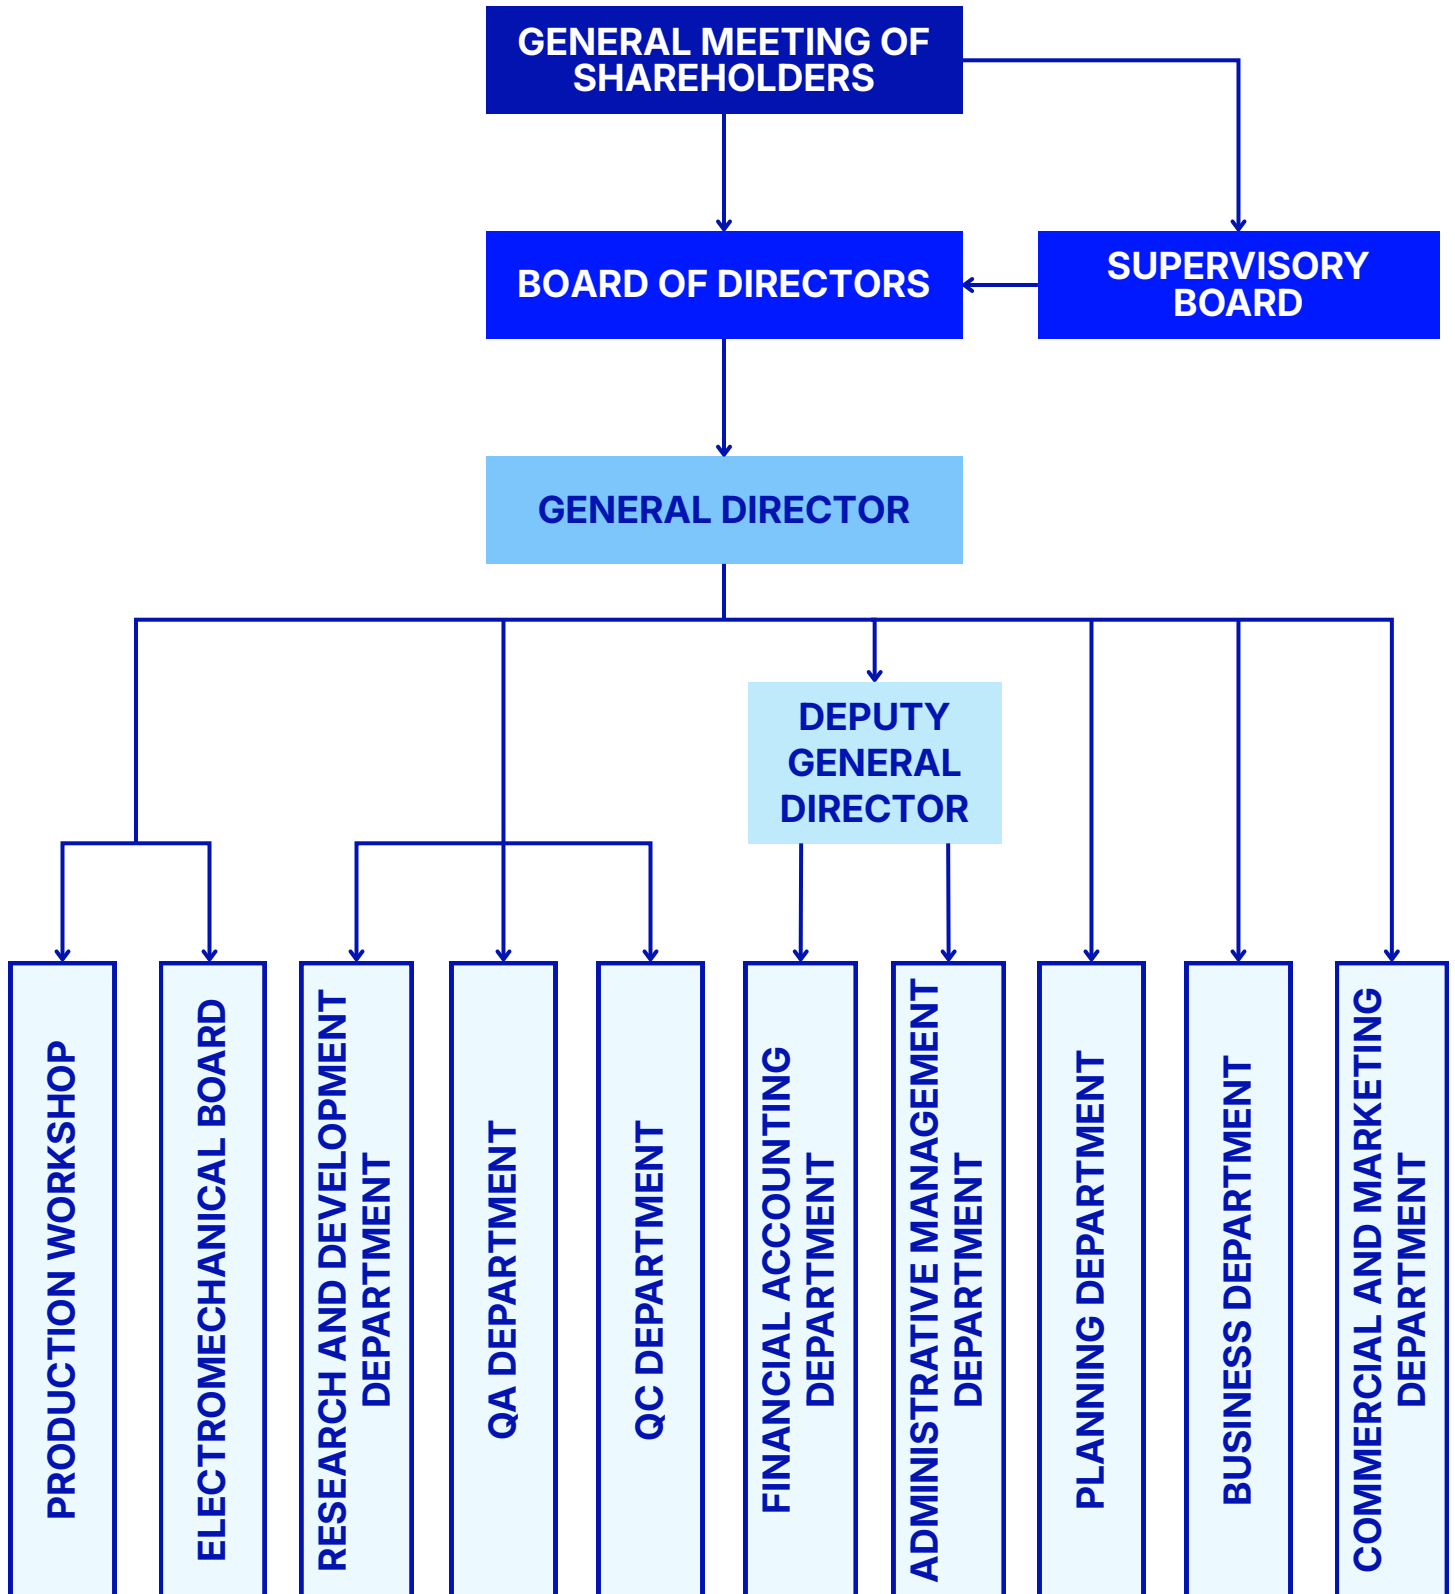 GENERAL MEETING OF
SHAREHOLDERS
BOARD OF DIRECTORS
SUPERVISORY
BOARD
GENERAL DIRECTOR
DEPUTY
GENERAL
DIRECTOR
PRODUCTION WORKSHOP
ELECTROMECHANICAL BOARD
RESEARCH AND DEVELOPMENT
DEPARTMENT
QA DEPARTMENT
QC DEPARTMENT
FINANCIAL ACCOUNTING
DEPARTMENT
ADMINISTRATIVE MANAGEMENT
DEPARTMENT
PLANNING DEPARTMENT
BUSINESS DEPARTMENT
COMMERCIAL AND MARKETING
DEPARTMENT